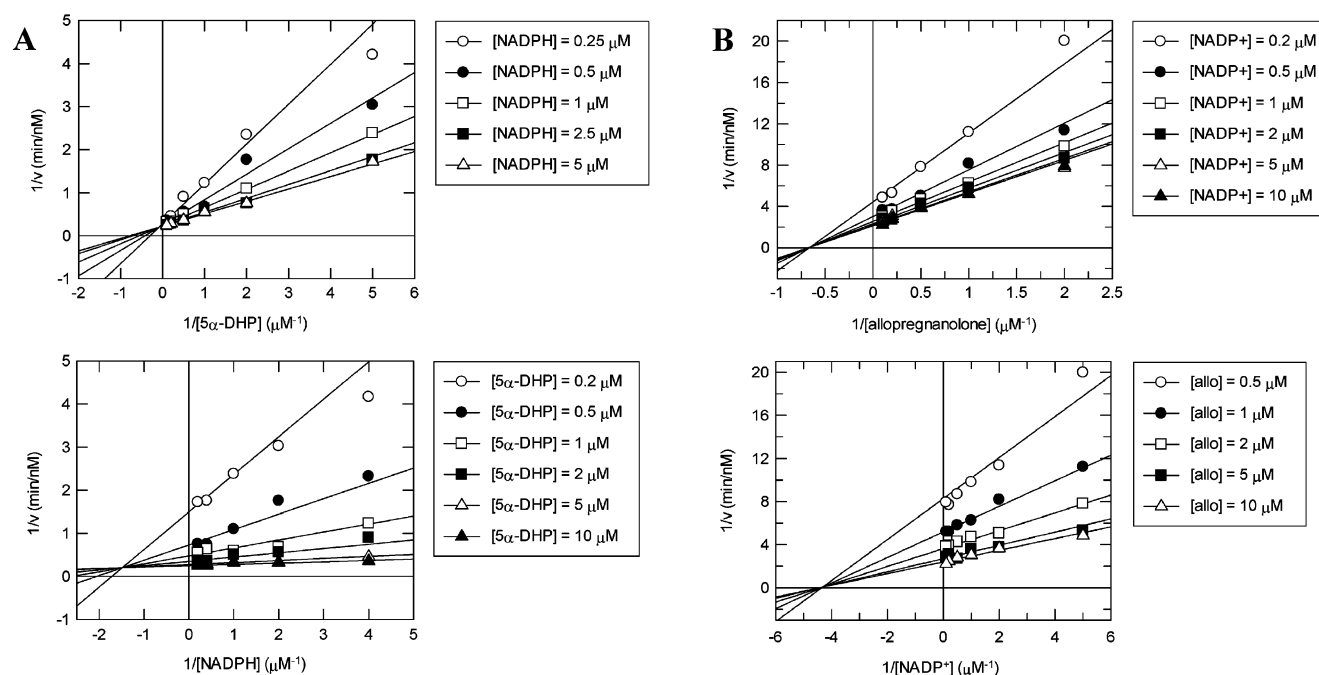 A
1/v (min/nM)
5
4
3
2
1
0
-1
-2 -1 0 1 2 3 4 5 6
1/[5α-DHP] (μM⁻¹)
[NADPH] = 0.25 μM
[NADPH] = 0.5 μM
[NADPH] = 1 μM
[NADPH] = 2.5 μM
[NADPH] = 5 μM
B
1/v (min/nM)
20
16
12
8
4
0
-1 -0.5 0 0.5 1 1.5 2 2.5
1/[allopregnanolone] (μM⁻¹)
[NADP+] = 0.2 μM
[NADP+] = 0.5 μM
[NADP+] = 1 μM
[NADP+] = 2 μM
[NADP+] = 5 μM
[NADP+] = 10 μM
1/v (min/nM)
5
4
3
2
1
0
-1
-2 -1 0 1 2 3 4 5
1/[NADPH] (μM⁻¹)
[5α-DHP] = 0.2 μM
[5α-DHP] = 0.5 μM
[5α-DHP] = 1 μM
[5α-DHP] = 2 μM
[5α-DHP] = 5 μM
[5α-DHP] = 10 μM
1/v (min/nM)
20
16
12
8
4
0
-6 -4 -2 0 2 4 6
1/[NADP⁺] (μM⁻¹)
[allo] = 0.5 μM
[allo] = 1 μM
[allo] = 2 μM
[allo] = 5 μM
[allo] = 10 μM